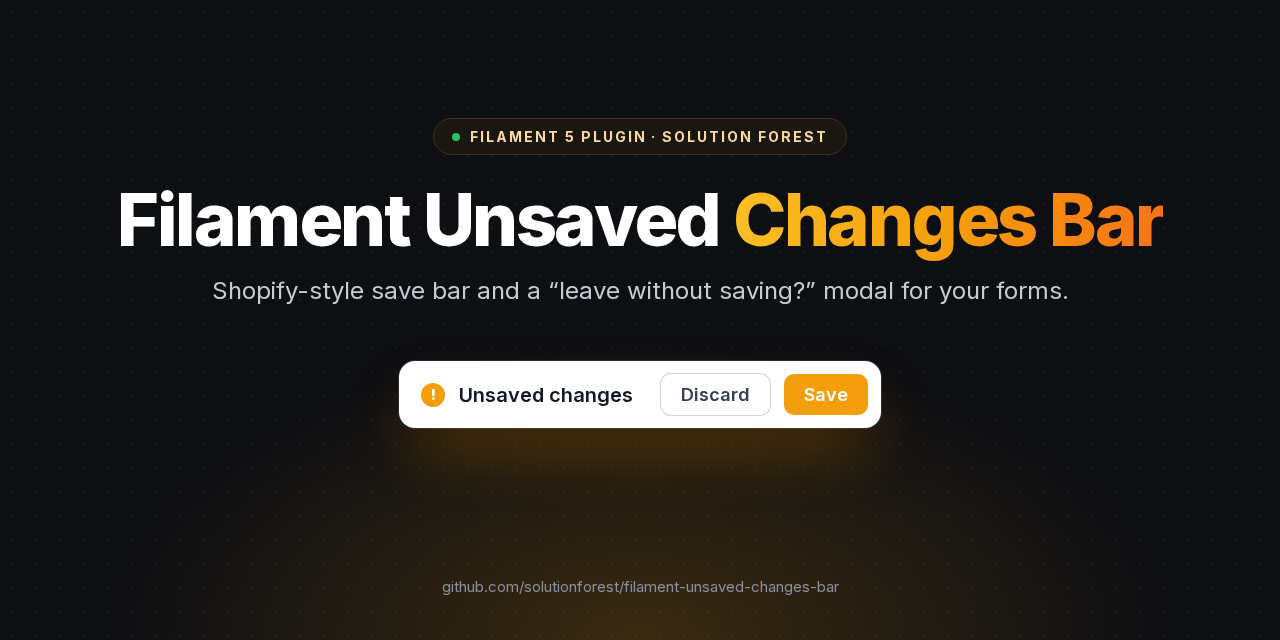 FILAMENT 5 PLUGIN · SOLUTION FOREST
Filament Unsaved Changes Bar
Shopify-style save bar and a “leave without saving?” modal for your forms.
! Unsaved changes Discard Save
github.com/solutionforest/filament-unsaved-changes-bar